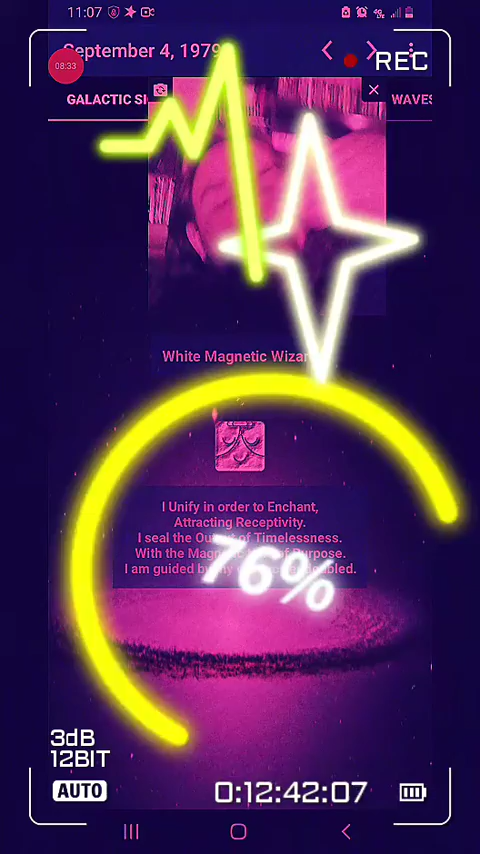 11:07
September 4, 1979
REC
08:33
GALACTIC SI
WAVES
White Magnetic Wizar
I Unify in order to Enchant,
Attracting Receptivity.
I seal the Out of Timelessness.
With the Magn of Purpose.
I am guided by doubled.
76%
3dB
12BIT
AUTO
0:12:42:07